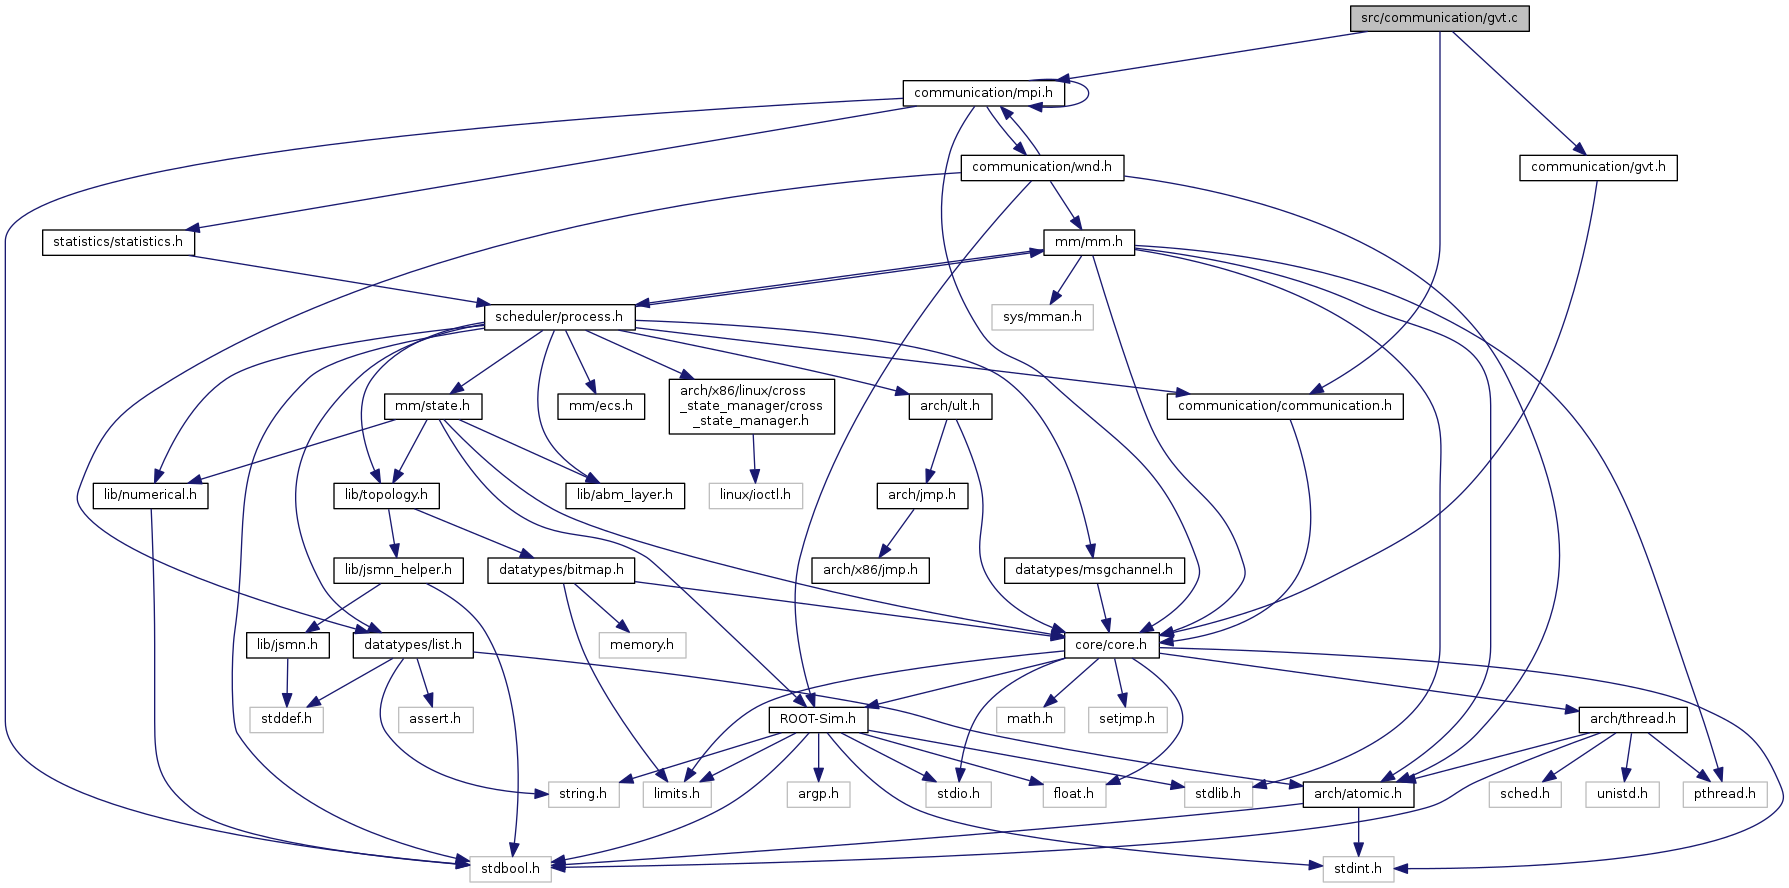 src/communication/gvt.c
communication/mpi.h
communication/wnd.h
communication/gvt.h
statistics/statistics.h
mm/mm.h
scheduler/process.h
sys/mman.h
mm/state.h
mm/ecs.h
arch/x86/linux/cross
_state_manager/cross
_state_manager.h
arch/ult.h
communication/communication.h
lib/numerical.h
lib/topology.h
lib/abm_layer.h
linux/ioctl.h
arch/jmp.h
lib/jsmn_helper.h
datatypes/bitmap.h
arch/x86/jmp.h
datatypes/msgchannel.h
lib/jsmn.h
datatypes/list.h
memory.h
core/core.h
stddef.h
assert.h
ROOT-Sim.h
math.h
setjmp.h
arch/thread.h
string.h
limits.h
argp.h
stdio.h
float.h
stdlib.h
arch/atomic.h
sched.h
unistd.h
pthread.h
stdbool.h
stdint.h